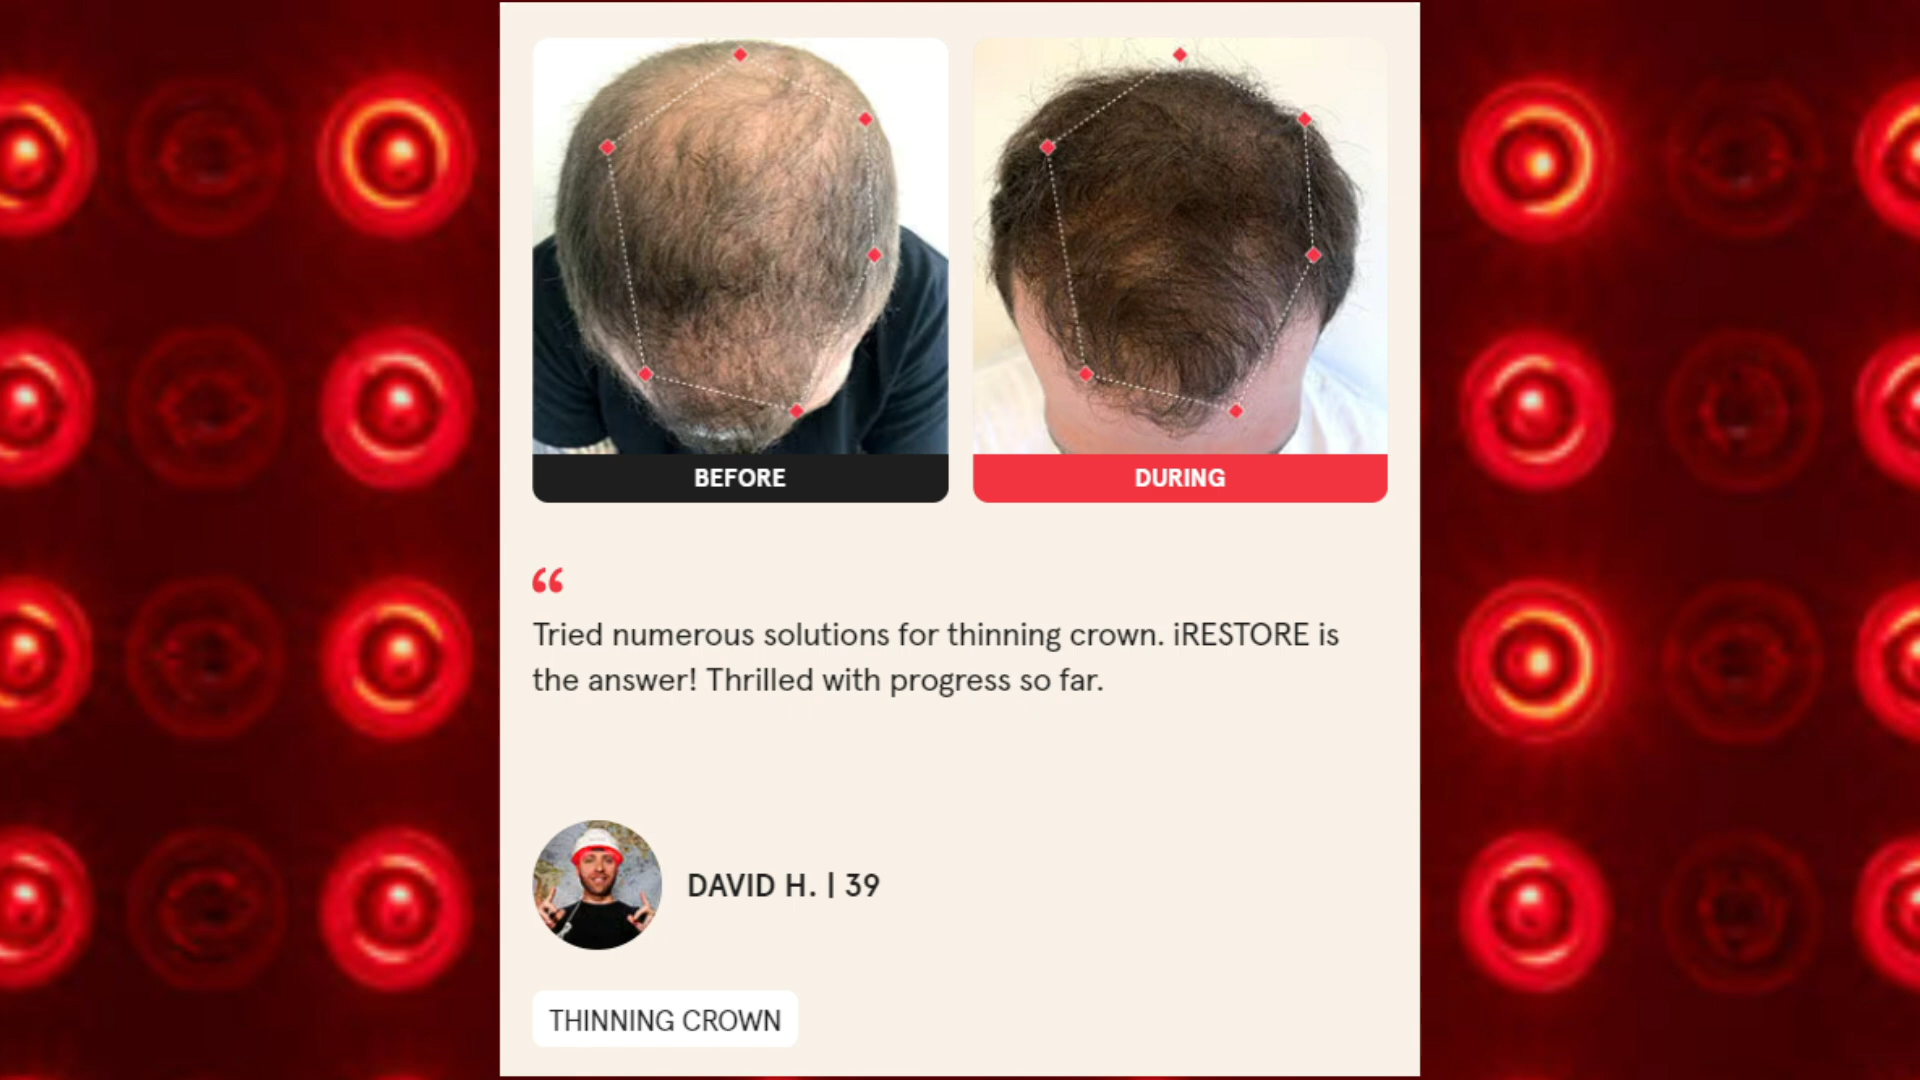 BEFORE
DURING
“
Tried numerous solutions for thinning crown. iRESTORE is
the answer! Thrilled with progress so far.
DAVID H. | 39
THINNING CROWN